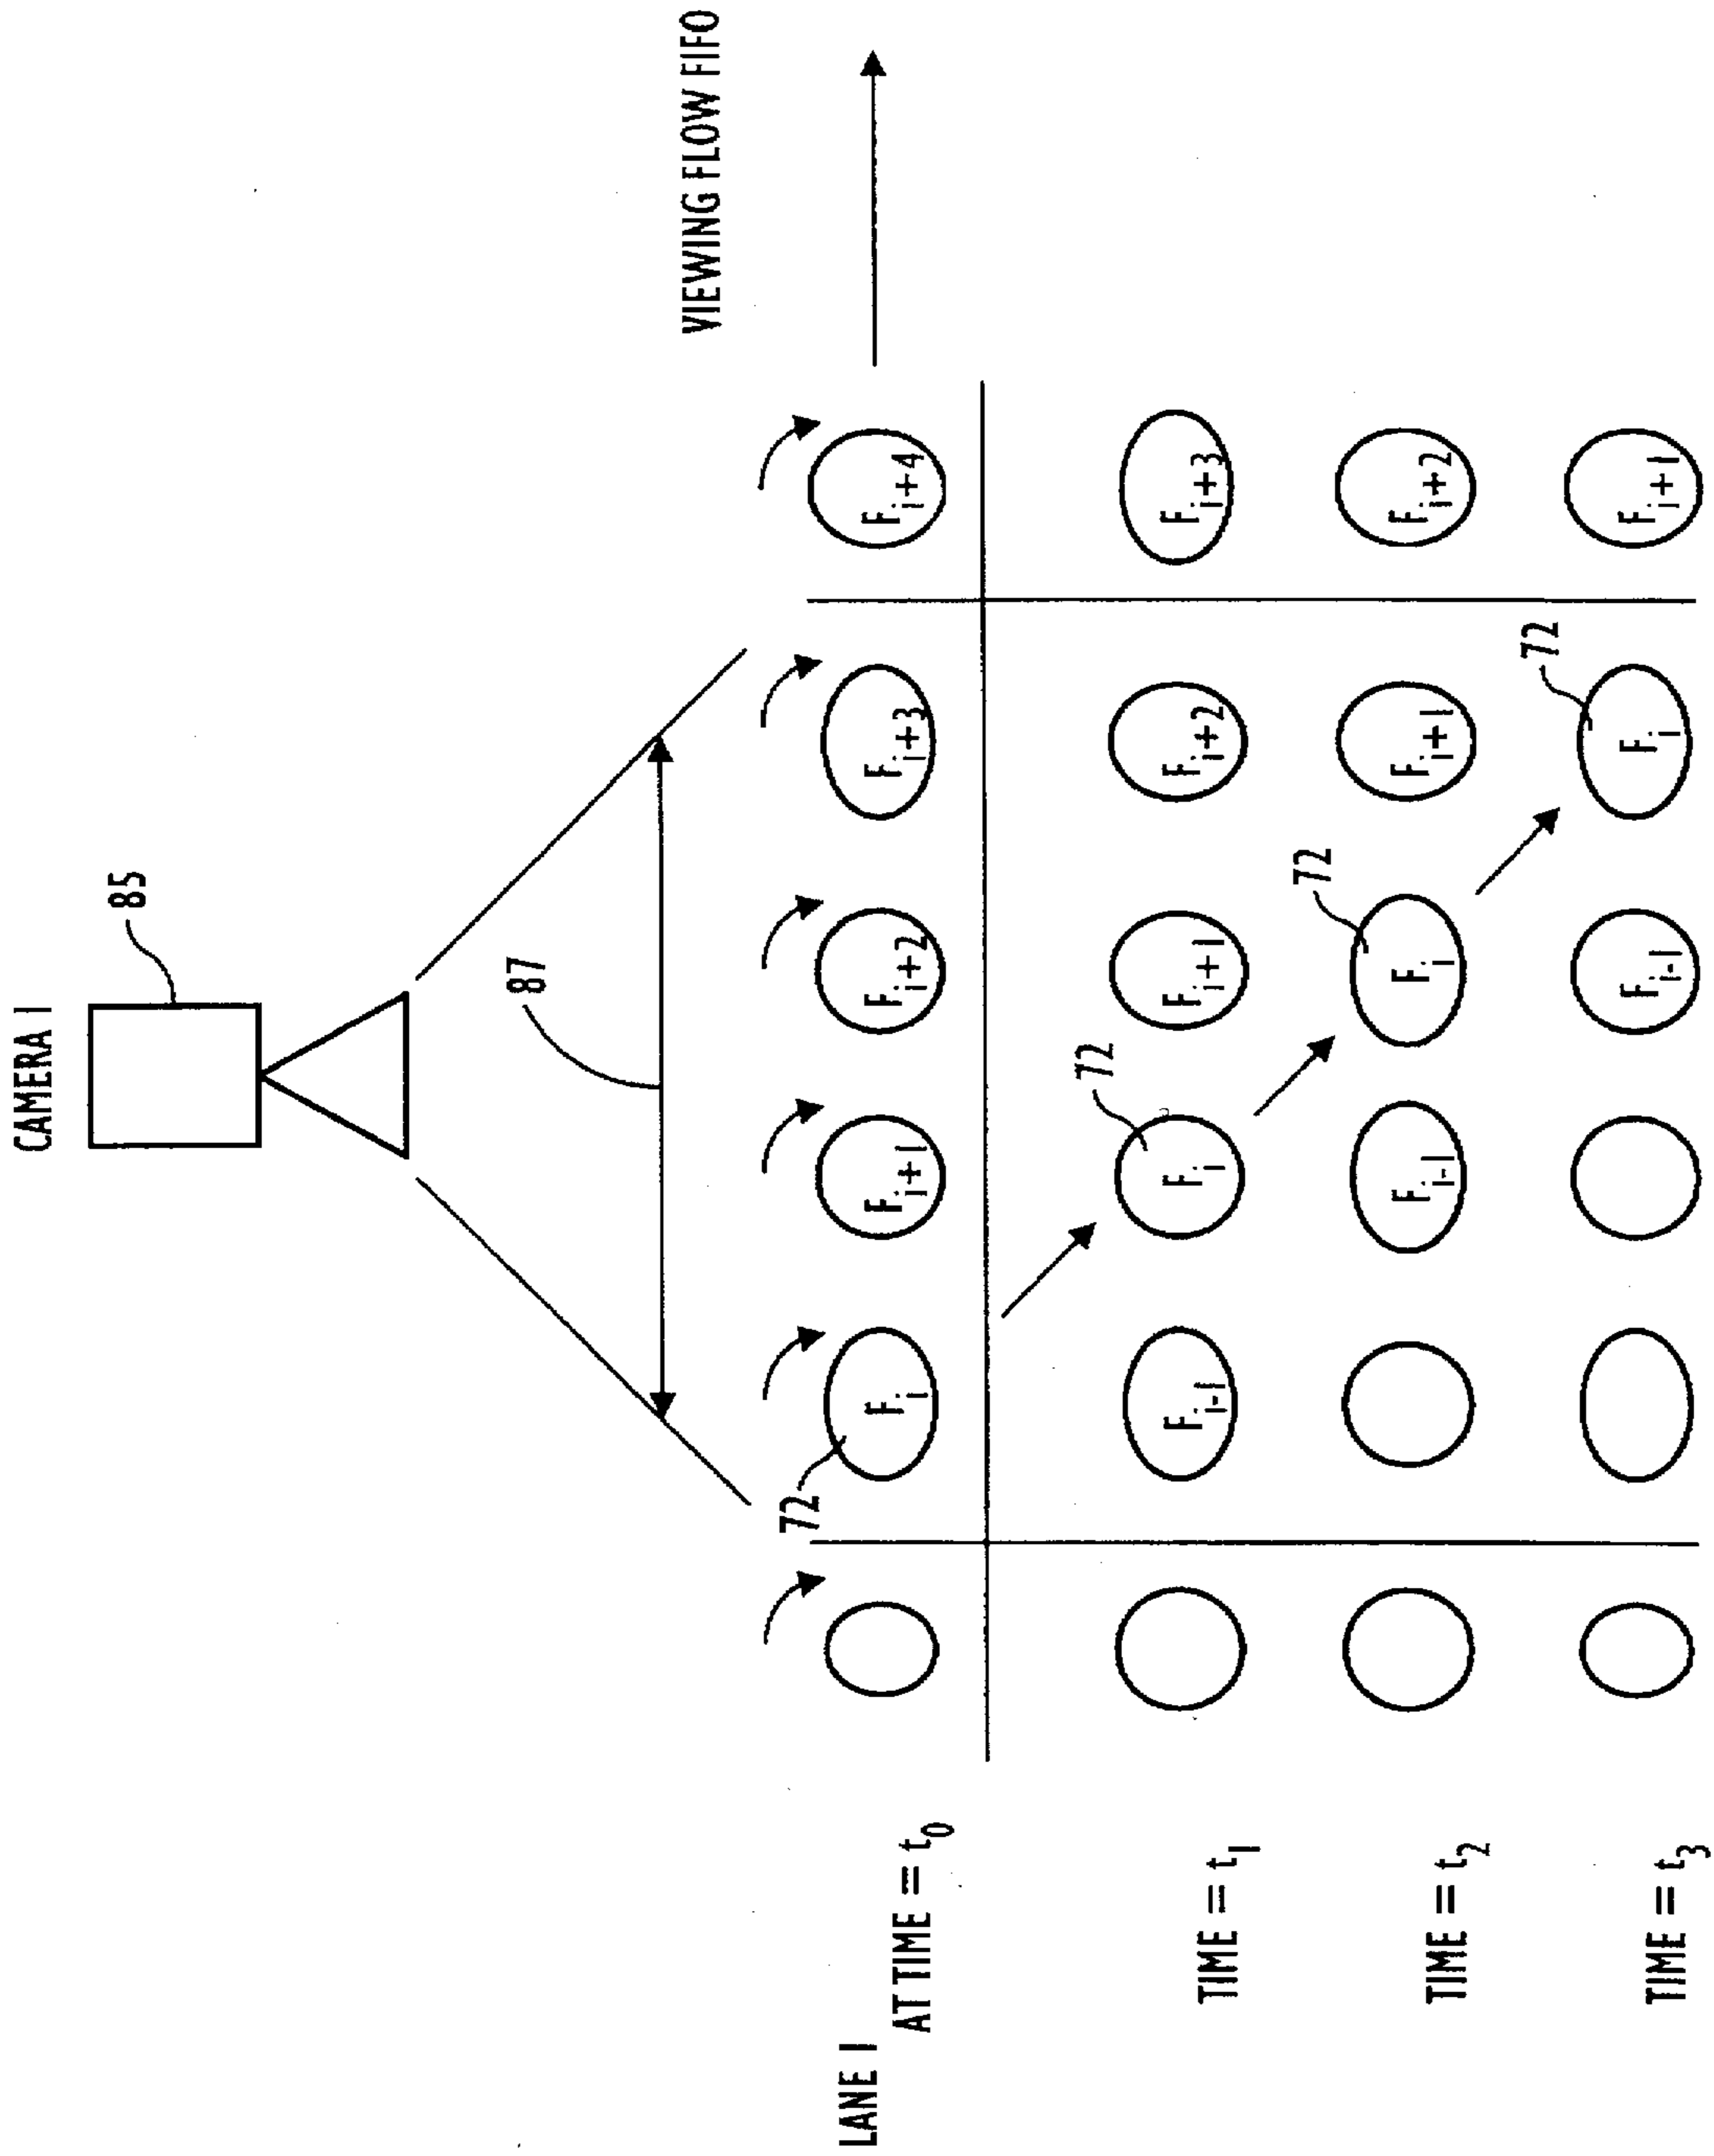 CAMERA 1
85
87
VIEWING FLOW FIFO
LANE 1
AT TIME = t0
72
Fi
Fi+1
Fi+2
Fi+3
Fi+4
TIME = t1
Fi-1
72
Fi
Fi+1
Fi+2
Fi+3
TIME = t2
Fi-1
72
Fi
Fi+1
Fi+2
TIME = t3
Fi-1
72
Fi
Fi+1